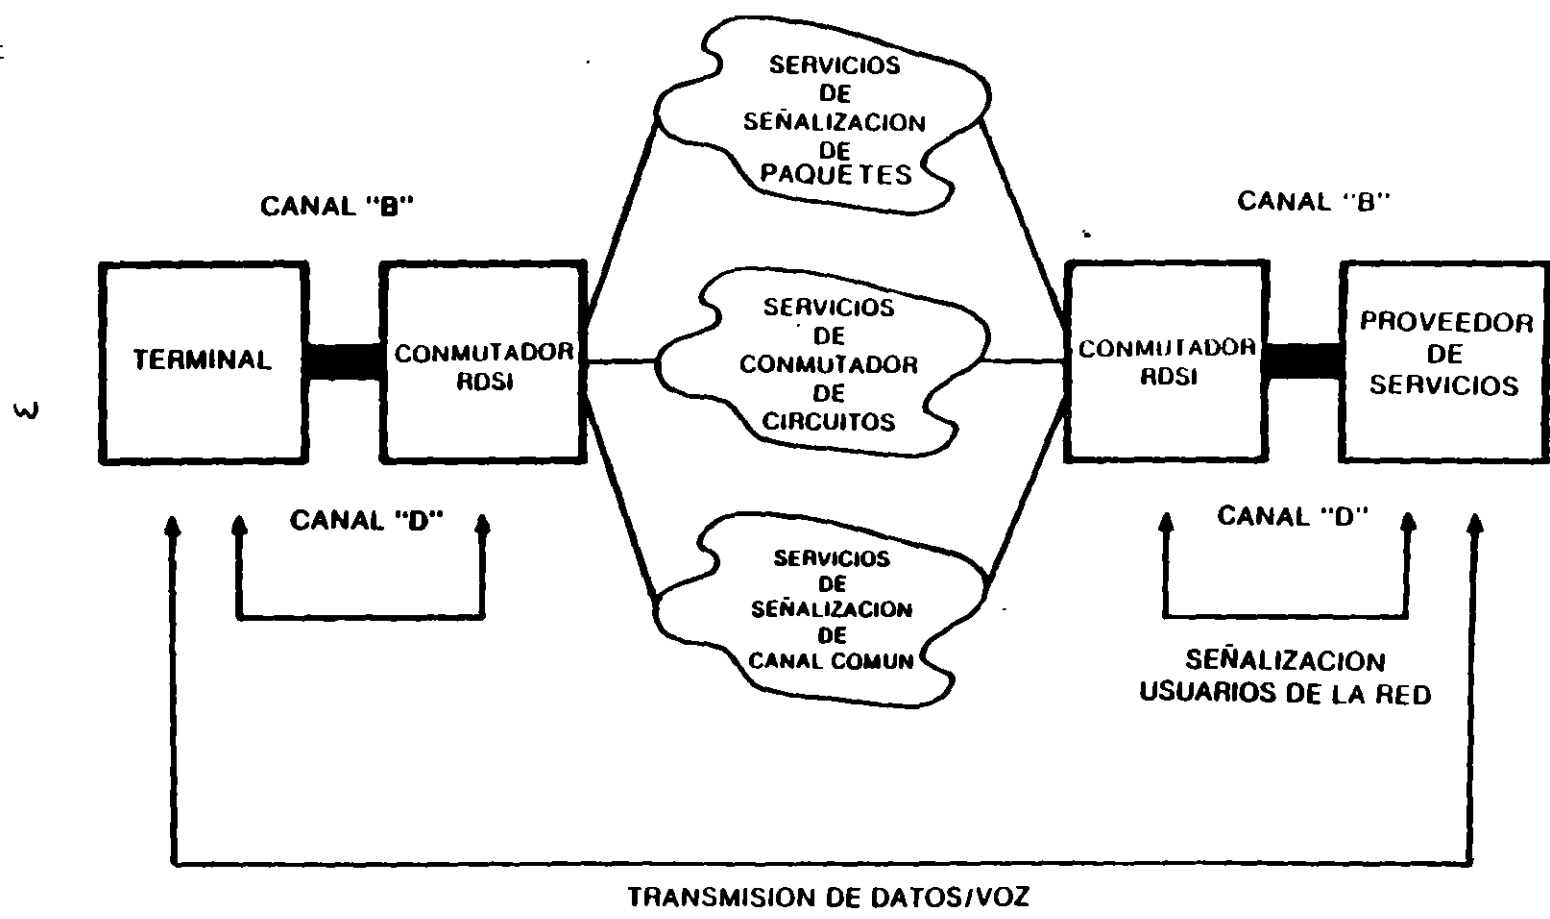 SERVICIOS
DE
SEÑALIZACION
DE
PAQUETES
CANAL "B"
CANAL "B"
TERMINAL
CONMUTADOR
RDSI
SERVICIOS
DE
CONMUTADOR
DE
CIRCUITOS
CONMUTADOR
RDSI
PROVEEDOR
DE
SERVICIOS
3
CANAL "D"
CANAL "D"
SERVICIOS
DE
SEÑALIZACION
DE
CANAL COMUN
SEÑALIZACION
USUARIOS DE LA RED
TRANSMISION DE DATOS/VOZ